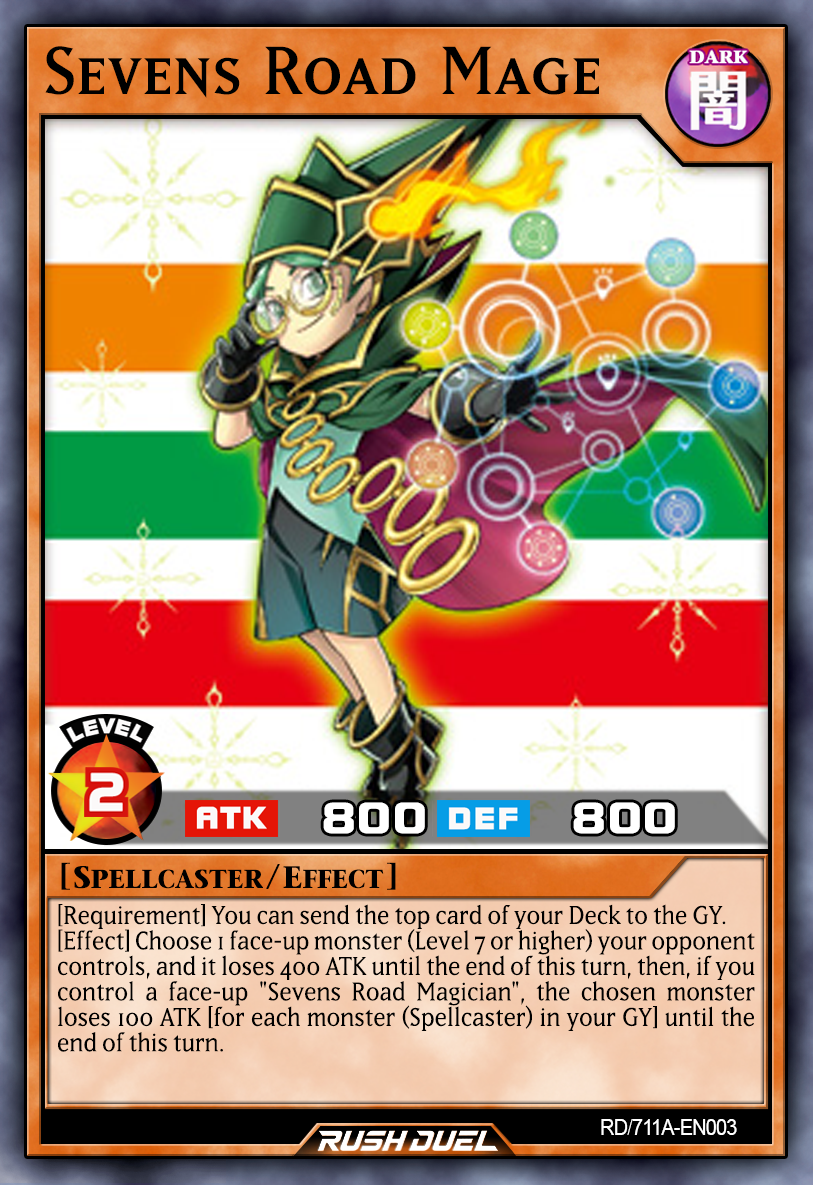 Sevens Road Mage
DARK
闇
LEVEL
2
ATK 800 DEF 800
[Spellcaster/Effect]
[Requirement] You can send the top card of your Deck to the GY.
[Effect] Choose 1 face-up monster (Level 7 or higher) your opponent
controls, and it loses 400 ATK until the end of this turn, then, if you
control a face-up "Sevens Road Magician", the chosen monster
loses 100 ATK [for each monster (Spellcaster) in your GY] until the
end of this turn.
RD/711A-EN003
RUSH DUEL